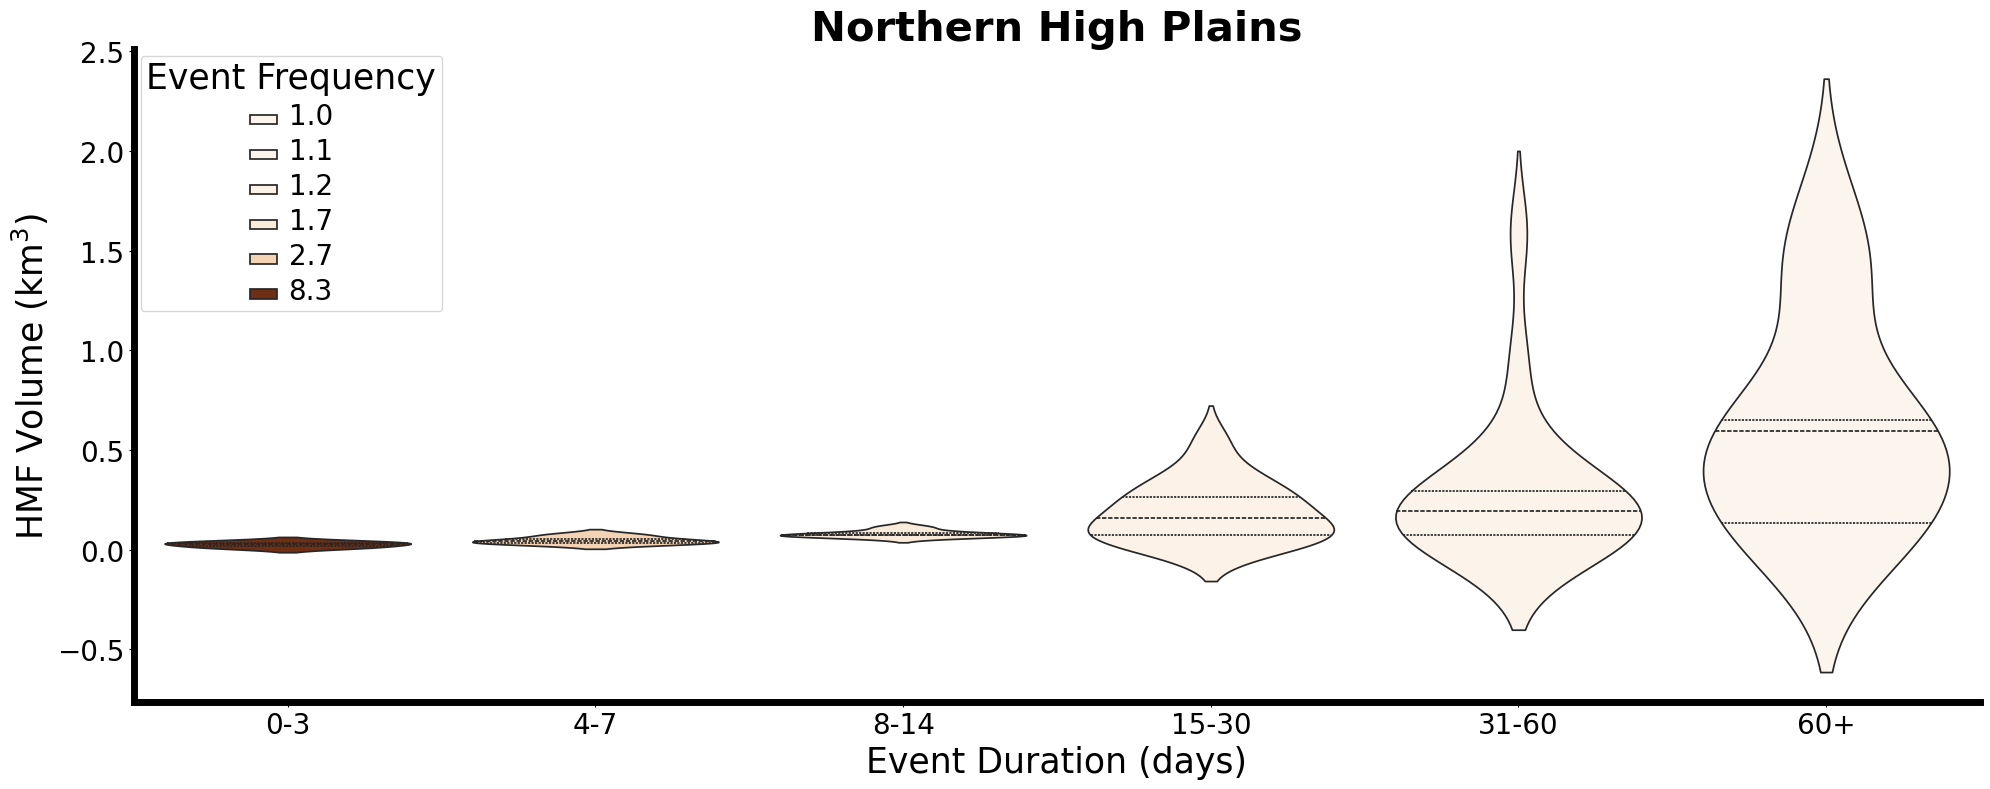 Northern High Plains
2.5
2.0
1.5
1.0
0.5
0.0
−0.5
HMF Volume (km³)
Event Frequency
1.0
1.1
1.2
1.7
2.7
8.3
0-3 4-7 8-14 15-30 31-60 60+
Event Duration (days)